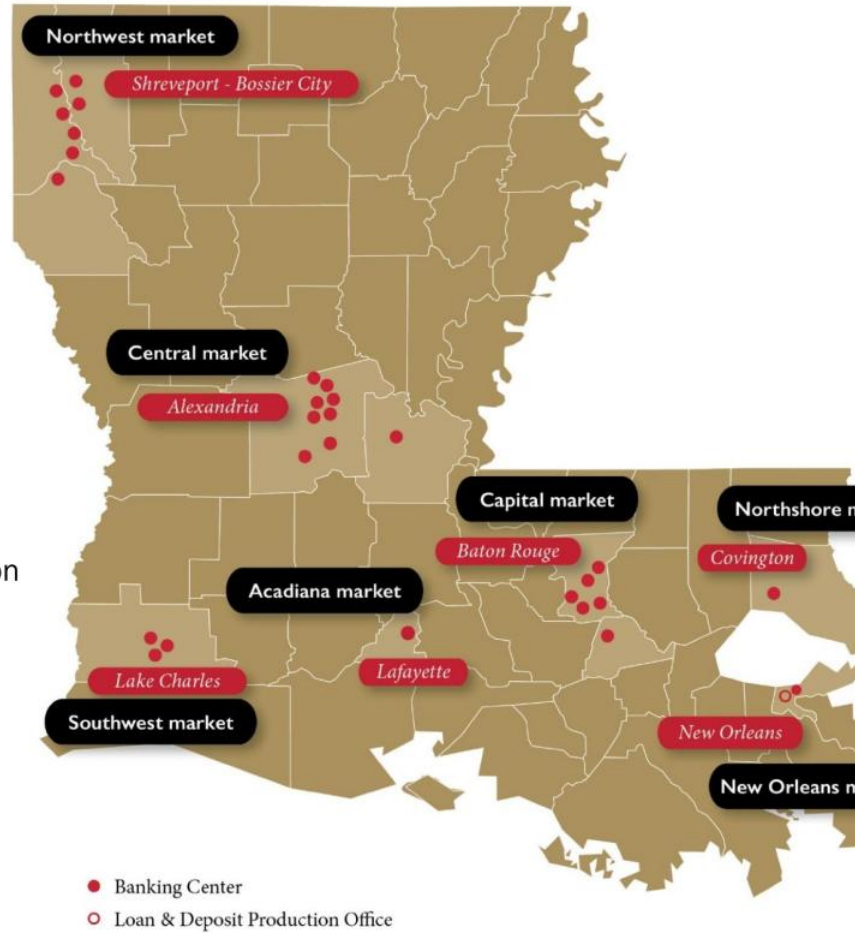 Northwest market
Shreveport - Bossier City
Central market
Alexandria
Capital market
Northshore
Baton Rouge
Covington
Acadiana market
Lafayette
Lake Charles
Southwest market
New Orleans
New Orleans
Banking Center
Loan & Deposit Production Office